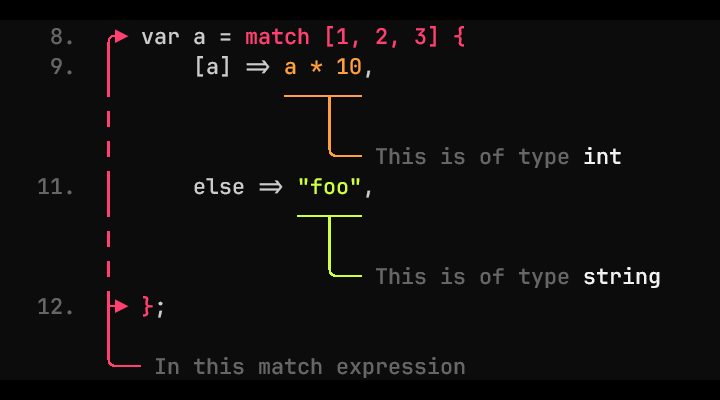 8. var a = match [1, 2, 3] {
9. [a] => a * 10,
This is of type int
11. else => "foo",
This is of type string
12. };
In this match expression